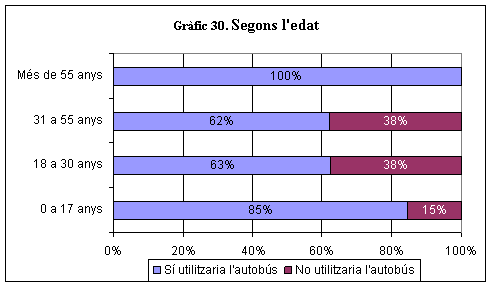 Gràfic 30. Segons l'edat
Més de 55 anys
100%
31 a 55 anys
62%
38%
18 a 30 anys
63%
38%
0 a 17 anys
85%
15%
0%
20%
40%
60%
80%
100%
Sí utilitzaria l'autobús
No utilitzaria l'autobús